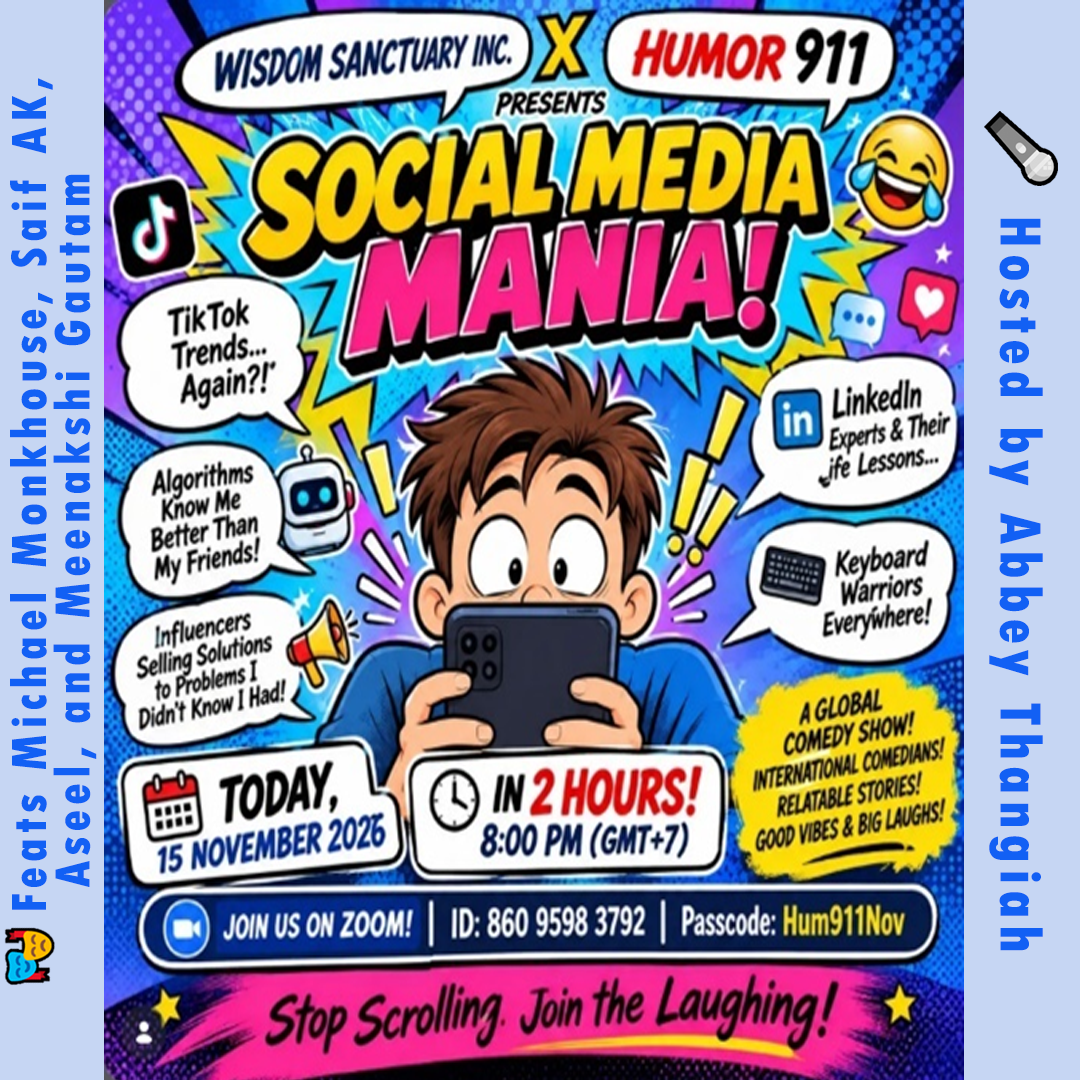 WISDOM SANCTUARY INC.
X
HUMOR 911
PRESENTS
SOCIAL MEDIA
MANIA!
TikTok
Trends...
Again?!"
Algorithms
Know Me
Better Than
My Friends!
Influencers
Selling Solutions
to Problems I
Didn't Know I Had!
in
LinkedIn
Experts & Their
ife Lessons...
Keyboard
Warriors
Everywhere!
A GLOBAL
COMEDY SHOW!
INTERNATIONAL COMEDIANS!
RELATABLE STORIES!
GOOD VIBES & BIG LAUGHS!
TODAY,
15 NOVEMBER 2026
IN 2 HOURS!
8:00 PM (GMT+7)
JOIN US ON ZOOM! | ID: 860 9598 3792 | Passcode: Hum911Nov
Stop Scrolling. Join the Laughing!
Feats Michael Monkhouse, Saif AK,
Aseel, and Meenakshi Gautam
Hosted by Abbey Thangiah